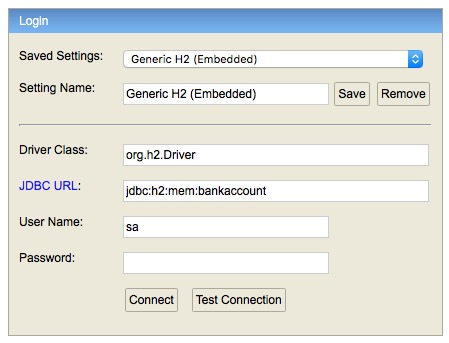 Login
Saved Settings: Generic H2 (Embedded)
Setting Name: Generic H2 (Embedded) Save Remove
Driver Class: org.h2.Driver
JDBC URL: jdbc:h2:mem:bankaccount
User Name: sa
Password:
Connect Test Connection